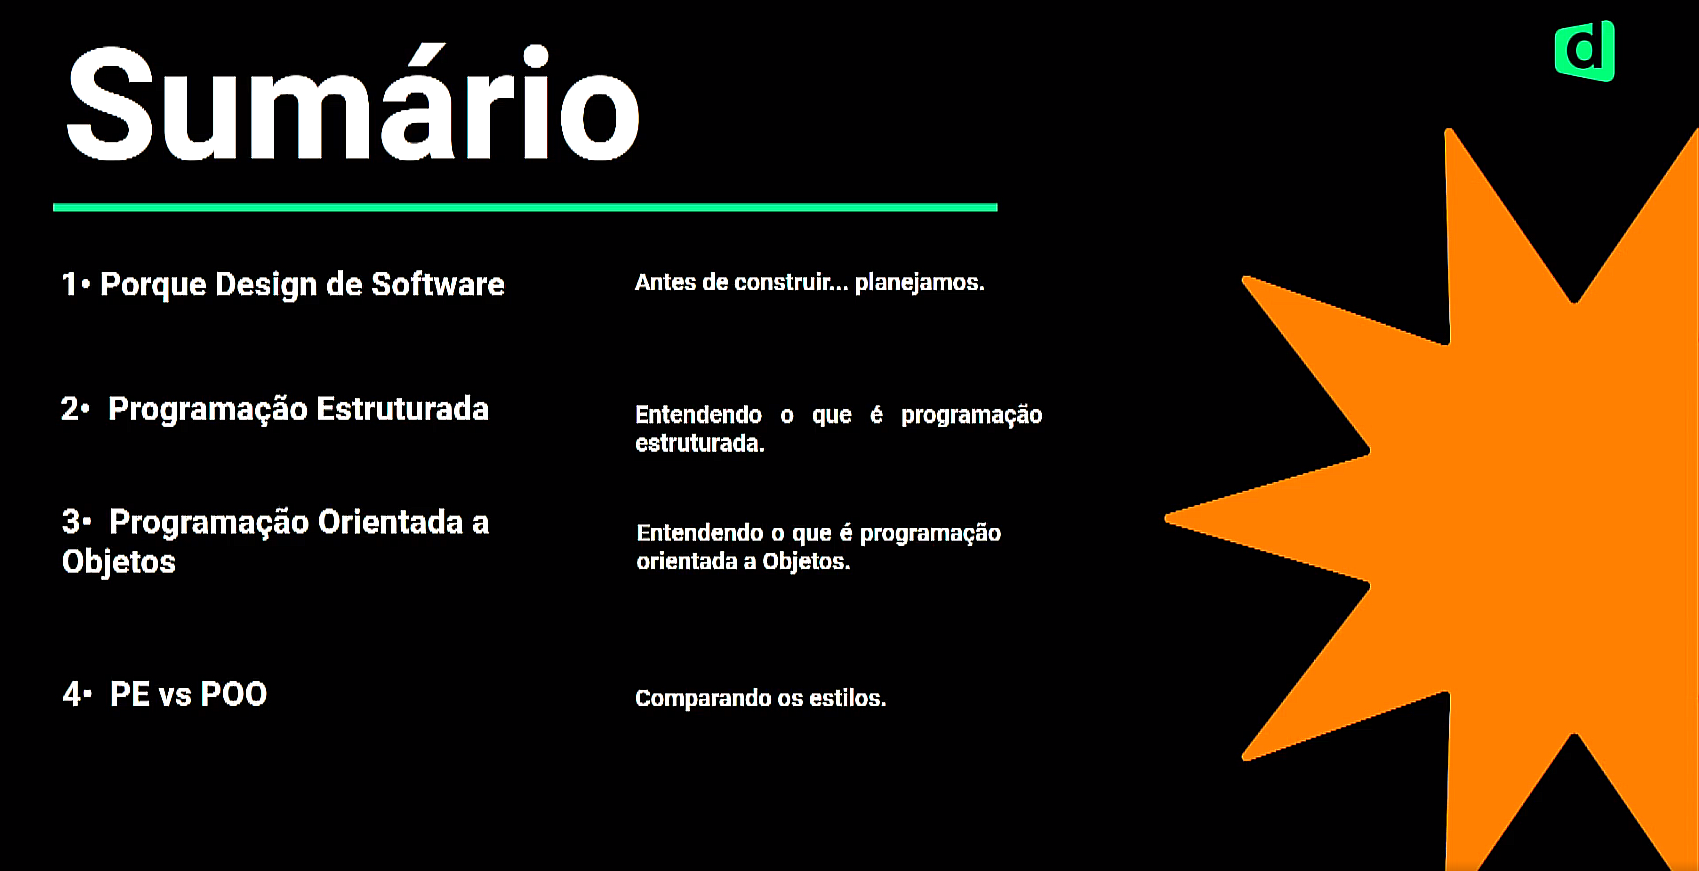 Sumário
1• Porque Design de Software
Antes de construir... planejamos.
2• Programação Estruturada
Entendendo o que é programação
estruturada.
3• Programação Orientada a
Objetos
Entendendo o que é programação
orientada a Objetos.
4• PE vs POO
Comparando os estilos.
d